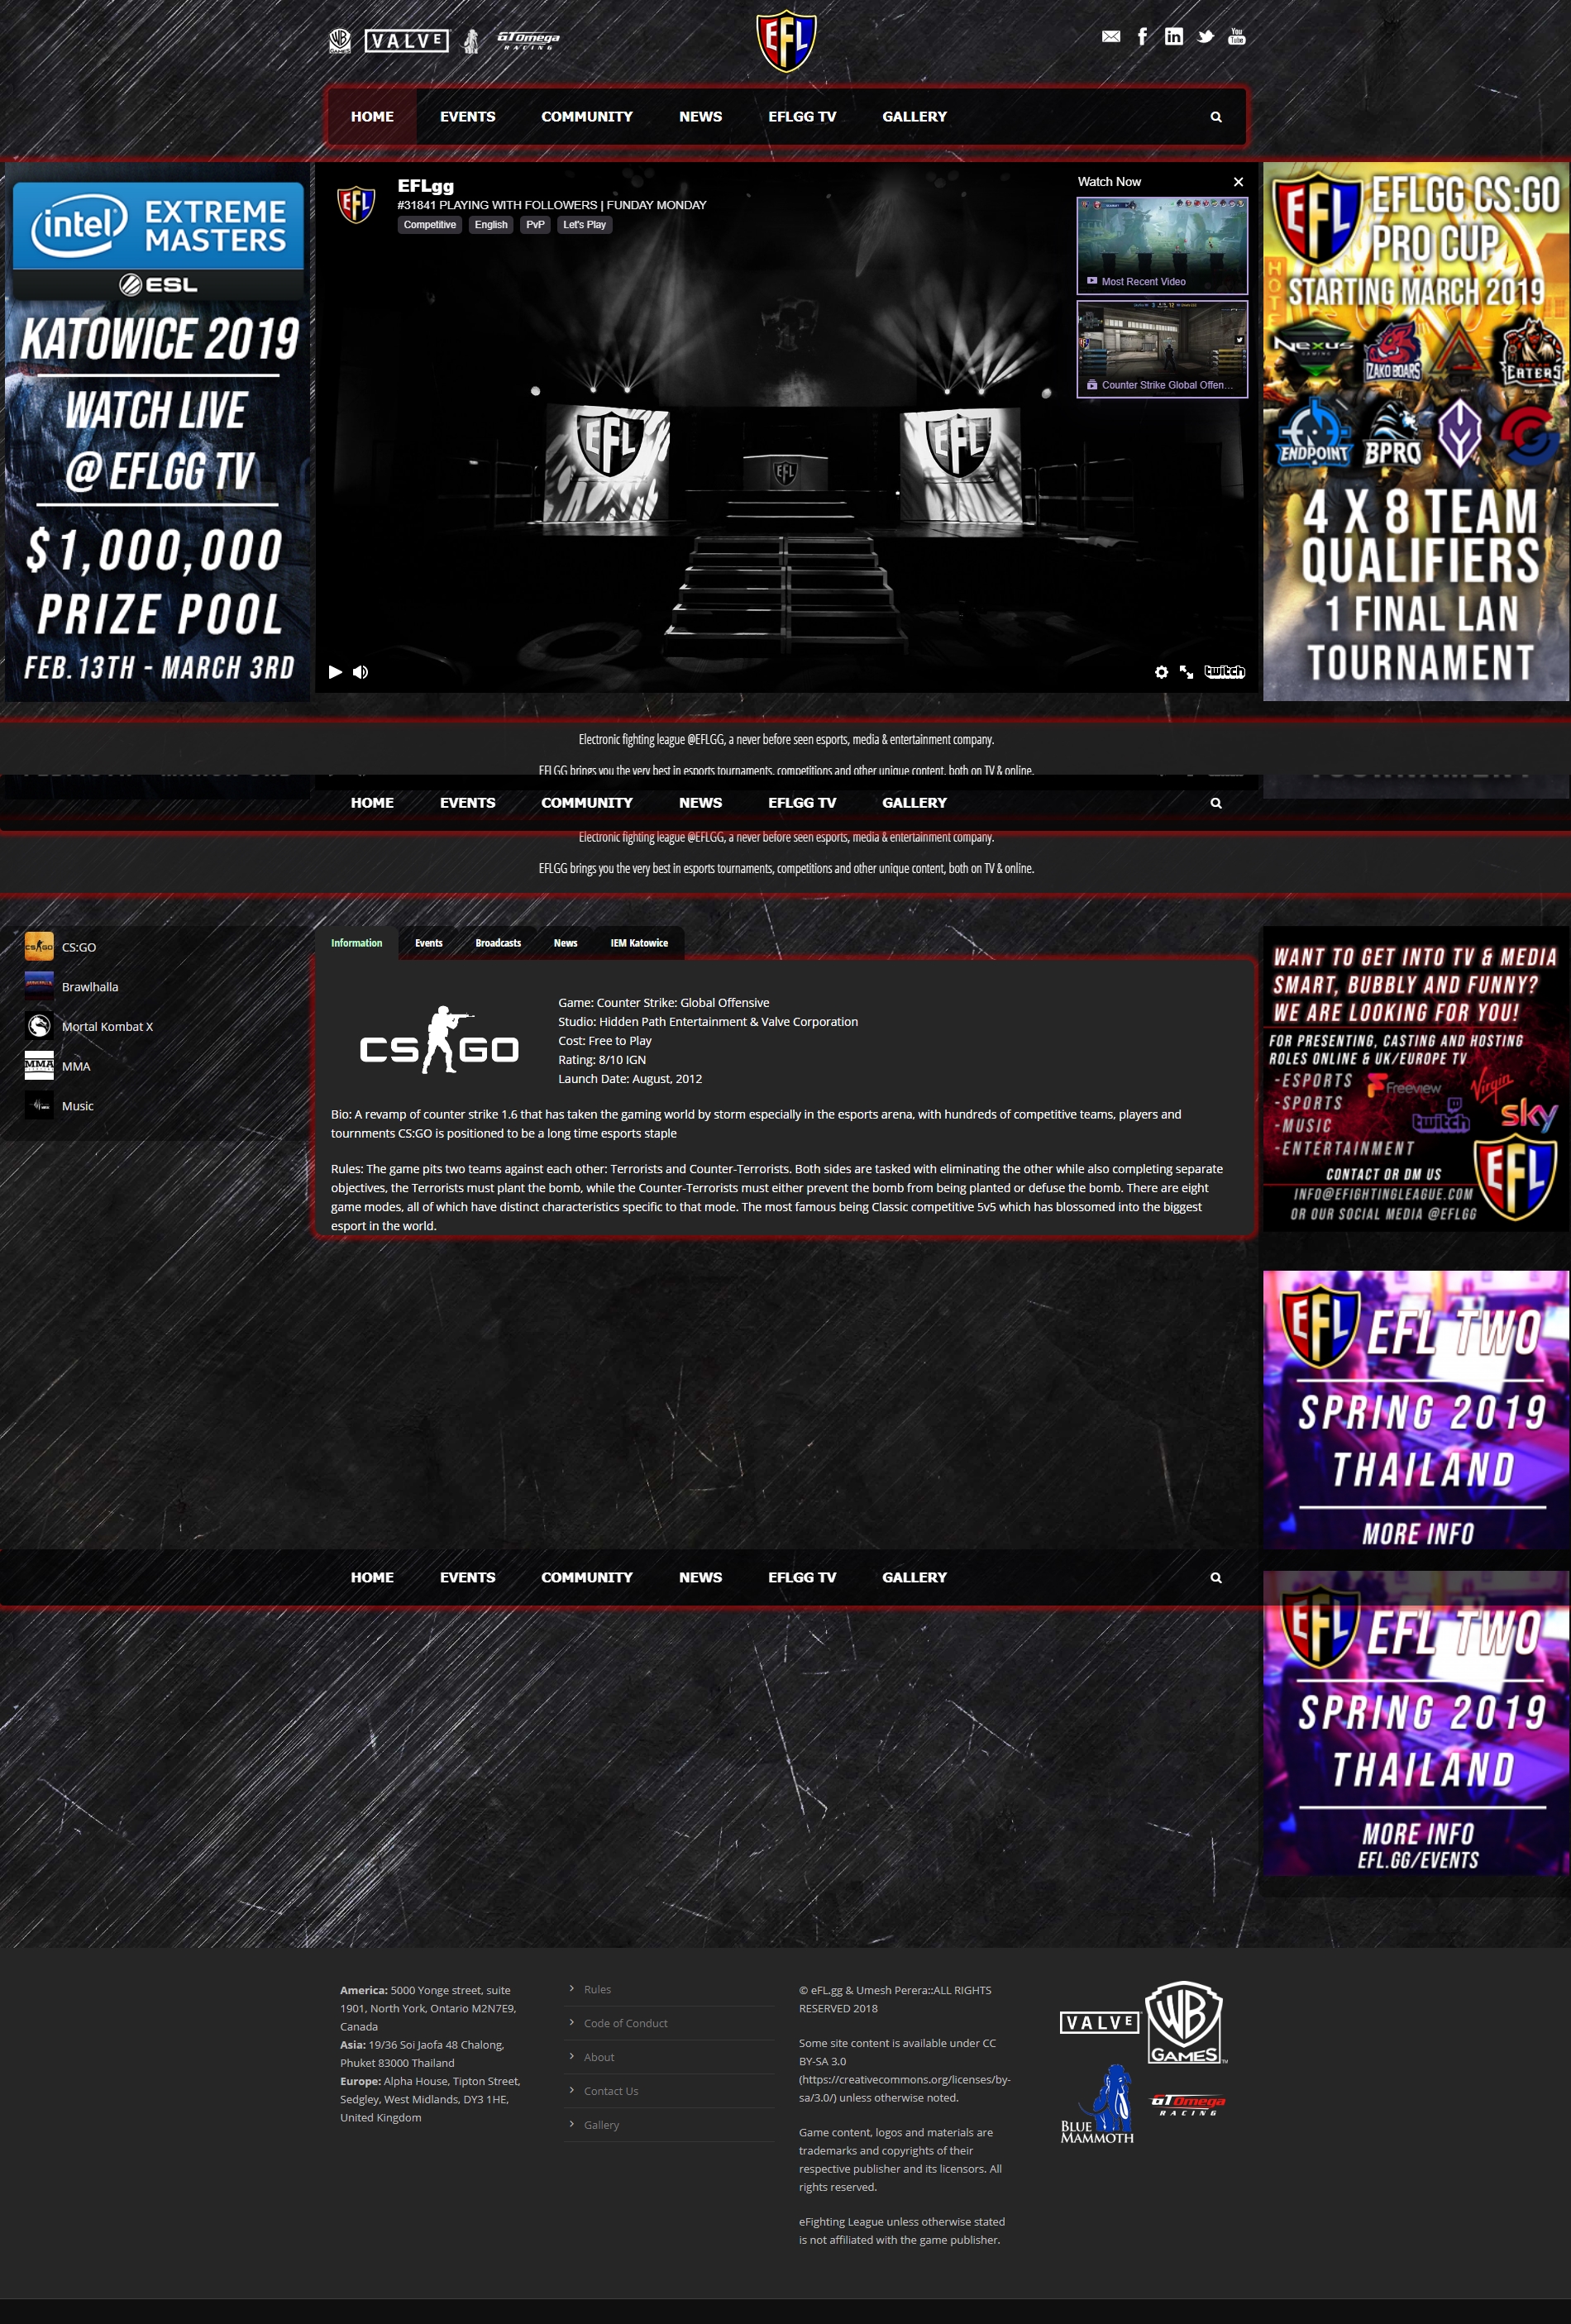 WB GAMES
VALVE
GTOmega RACING
EFL
You Tube
HOME EVENTS COMMUNITY NEWS EFLGG TV GALLERY
intel EXTREME MASTERS
ESL
KATOWICE 2019
WATCH LIVE
@ EFLGG TV
$1,000,000
PRIZE POOL
FEB.13TH - MARCH 3RD
EFL
EFLgg
#31841 PLAYING WITH FOLLOWERS | FUNDAY MONDAY
Competitive English PvP Let's Play
Watch Now
Most Recent Video
Counter Strike Global Offen...
EFL
EFL
EFL
twitch
EFL
EFLGG CS:GO
PRO CUP
STARTING MARCH 2019
NEXUS GAMING
IZAKO BOARS
EATERS
ENDPOINT
BPRO
4 X 8 TEAM
QUALIFIERS
1 FINAL LAN
TOURNAMENT
Electronic fighting league @EFLGG, a never before seen esports, media & entertainment company.
EFLGG brings you the very best in esports tournaments, competitions and other unique content, both on TV & online.
HOME EVENTS COMMUNITY NEWS EFLGG TV GALLERY
Electronic fighting league @EFLGG, a never before seen esports, media & entertainment company.
EFLGG brings you the very best in esports tournaments, competitions and other unique content, both on TV & online.
CS:GO
Brawlhalla
Mortal Kombat X
MMA
MMA
Music
Information Events Broadcasts News IEM Katowice
CS GO
Game: Counter Strike: Global Offensive
Studio: Hidden Path Entertainment & Valve Corporation
Cost: Free to Play
Rating: 8/10 IGN
Launch Date: August, 2012
Bio: A revamp of counter strike 1.6 that has taken the gaming world by storm especially in the esports arena, with hundreds of competitive teams, players and
tournments CS:GO is positioned to be a long time esports staple
Rules: The game pits two teams against each other: Terrorists and Counter-Terrorists. Both sides are tasked with eliminating the other while also completing separate
objectives, the Terrorists must plant the bomb, while the Counter-Terrorists must either prevent the bomb from being planted or defuse the bomb. There are eight
game modes, all of which have distinct characteristics specific to that mode. The most famous being Classic competitive 5v5 which has blossomed into the biggest
esport in the world.
WANT TO GET INTO TV & MEDIA
SMART, BUBBLY AND FUNNY?
WE ARE LOOKING FOR YOU!
FOR PRESENTING, CASTING AND HOSTING
ROLES ONLINE & UK/EUROPE TV
-ESPORTS
-SPORTS
-MUSIC
-ENTERTAINMENT
Freeview
Virgin
twitch
sky
CONTACT OR DM US
INFO@EFIGHTINGLEAGUE.COM
OR OUR SOCIAL MEDIA @EFLGG
EFL
EFL
EFL TWO
SPRING 2019
THAILAND
MORE INFO
HOME EVENTS COMMUNITY NEWS EFLGG TV GALLERY
EFL
EFL TWO
SPRING 2019
THAILAND
MORE INFO
EFL.GG/EVENTS
America: 5000 Yonge street, suite
1901, North York, Ontario M2N7E9,
Canada
Asia: 19/36 Soi Jaofa 48 Chalong,
Phuket 83000 Thailand
Europe: Alpha House, Tipton Street,
Sedgley, West Midlands, DY3 1HE,
United Kingdom
Rules
Code of Conduct
About
Contact Us
Gallery
© eFL.gg & Umesh Perera::ALL RIGHTS
RESERVED 2018
Some site content is available under CC
BY-SA 3.0
(https://creativecommons.org/licenses/by-
sa/3.0/) unless otherwise noted.
Game content, logos and materials are
trademarks and copyrights of their
respective publisher and its licensors. All
rights reserved.
eFighting League unless otherwise stated
is not affiliated with the game publisher.
VALVE
WB GAMES TM
BLUE MAMMOTH
GTOmega RACING